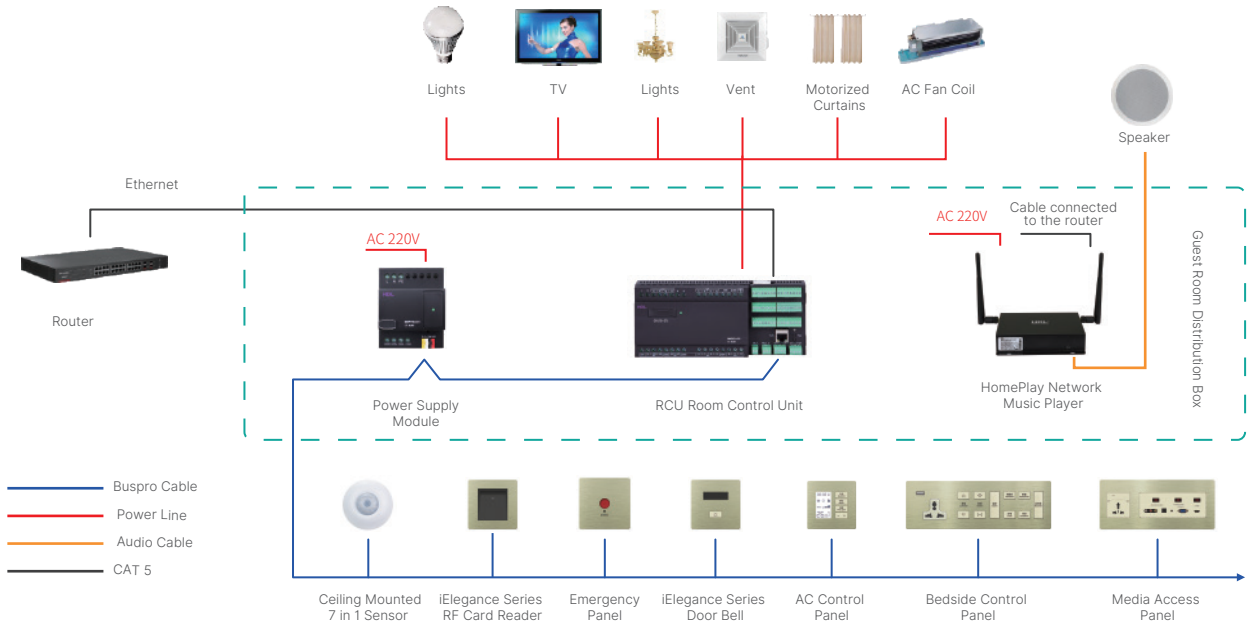 Lights
TV
Lights
Vent
Motorized
Curtains
AC Fan Coil
Speaker
Ethernet
AC 220V
AC 220V
Cable connected
to the router
Guest Room Distribution Box
Router
Power Supply
Module
RCU Room Control Unit
HomePlay Network
Music Player
Buspro Cable
Power Line
Audio Cable
CAT 5
Ceiling Mounted
7 in 1 Sensor
iElegance Series
RF Card Reader
Emergency
Panel
iElegance Series
Door Bell
AC Control
Panel
Bedside Control
Panel
Media Access
Panel